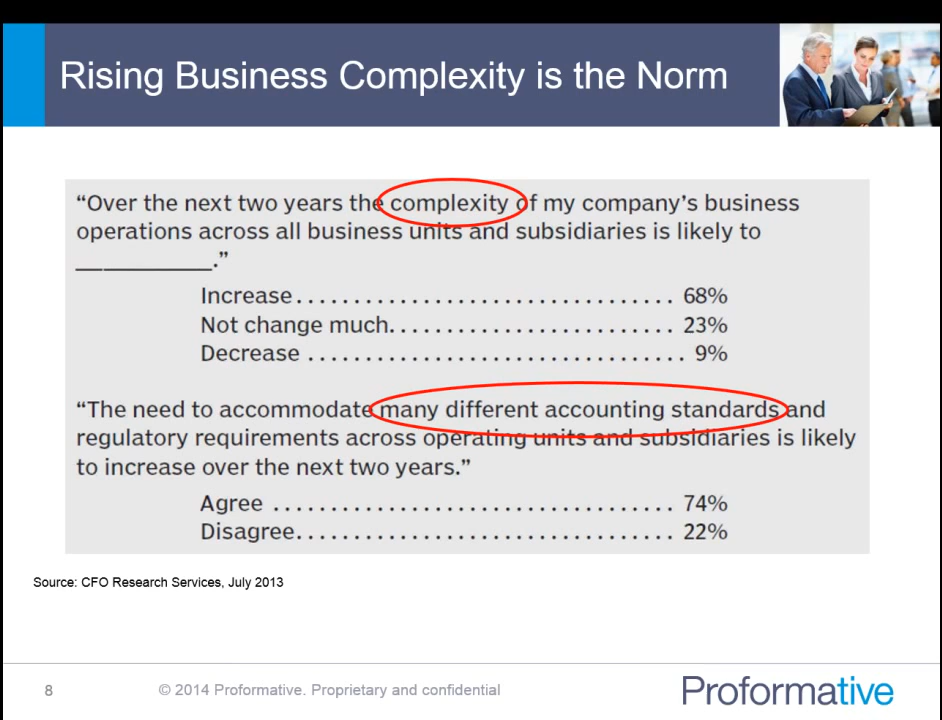 Rising Business Complexity is the Norm
“Over the next two years the complexity of my company’s business
operations across all business units and subsidiaries is likely to
___________.”
Increase................................. 68%
Not change much......................... 23%
Decrease ................................. 9%
“The need to accommodate many different accounting standards and
regulatory requirements across operating units and subsidiaries is likely
to increase over the next two years.”
Agree ................................... 74%
Disagree................................. 22%
Source: CFO Research Services, July 2013
8
© 2014 Proformative. Proprietary and confidential
Proformative